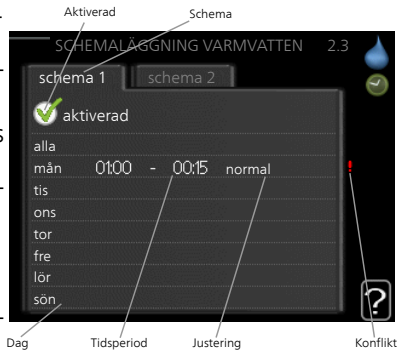 Aktiverad Schema
SCHEMALÄGGNING VARMVATTEN 2.3
schema 1 schema 2
aktiverad
alla
mån 01:00 - 00:15 normal !
tis
ons
tor
fre
lör
sön ?
Dag Tidsperiod Justering Konflikt